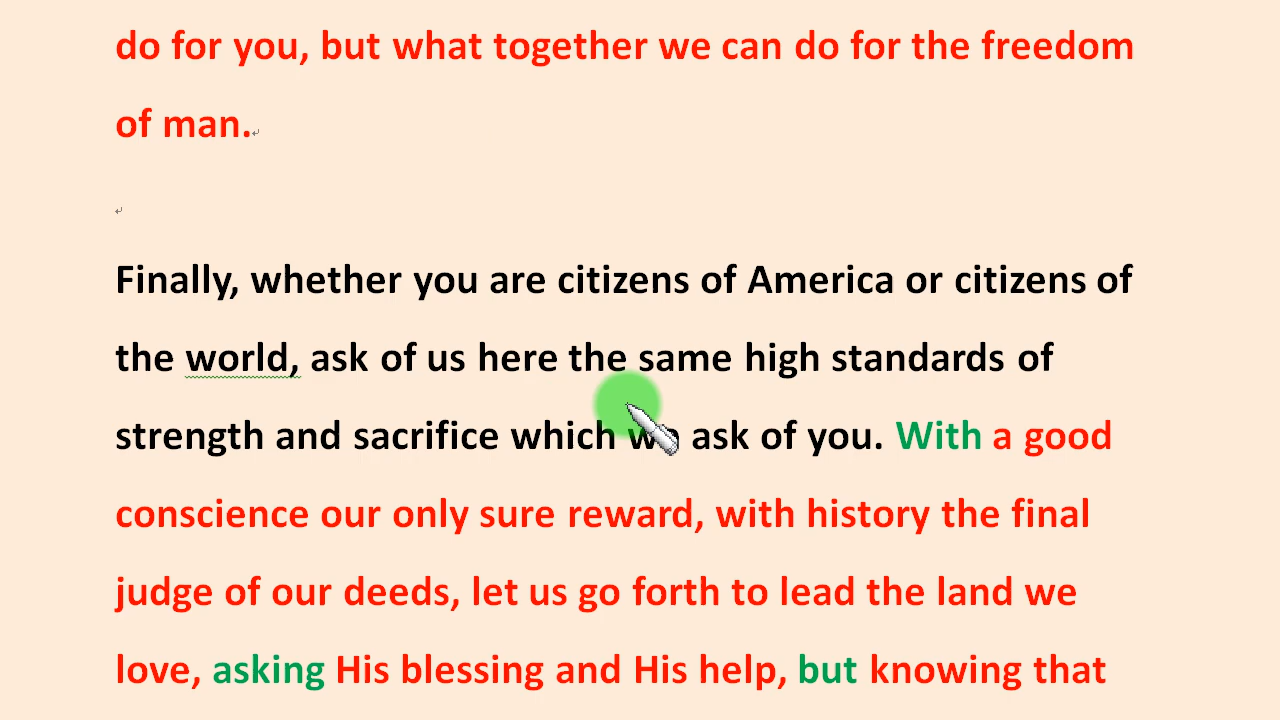 do for you, but what together we can do for the freedom
of man.
Finally, whether you are citizens of America or citizens of
the world, ask of us here the same high standards of
strength and sacrifice which we ask of you. With a good
conscience our only sure reward, with history the final
judge of our deeds, let us go forth to lead the land we
love, asking His blessing and His help, but knowing that